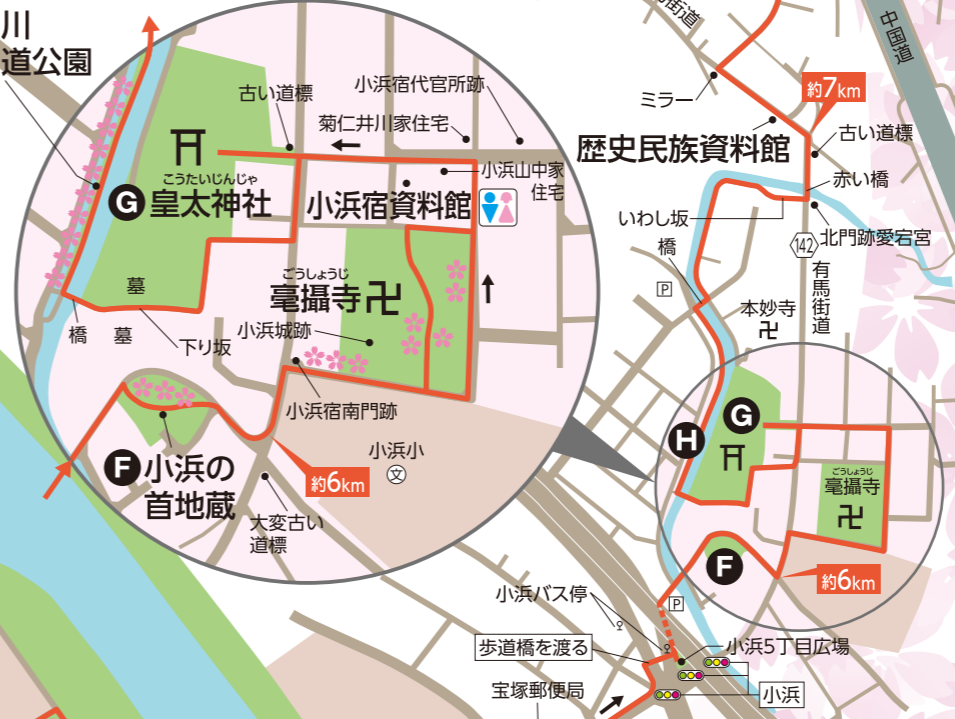 川
道公園
街道
中国道
ミラー
約7km
古い道標
歴史民族資料館
赤い橋
いわし坂
橋
北門跡愛宕宮
142
有馬街道
P
本妙寺
古い道標
小浜宿代官所跡
菊仁井川家住宅
小浜山中家
住宅
こうたいじんじゃ
G 皇太神社
小浜宿資料館
ごうしょうじ
毫攝寺
小浜城跡
墓
橋
墓
下り坂
小浜宿南門跡
F 小浜の
首地蔵
約6km
小浜小
文
大変古い
道標
G
H
ごうしょうじ
毫攝寺
F
約6km
小浜バス停
P
歩道橋を渡る
小浜5丁目広場
宝塚郵便局
小浜